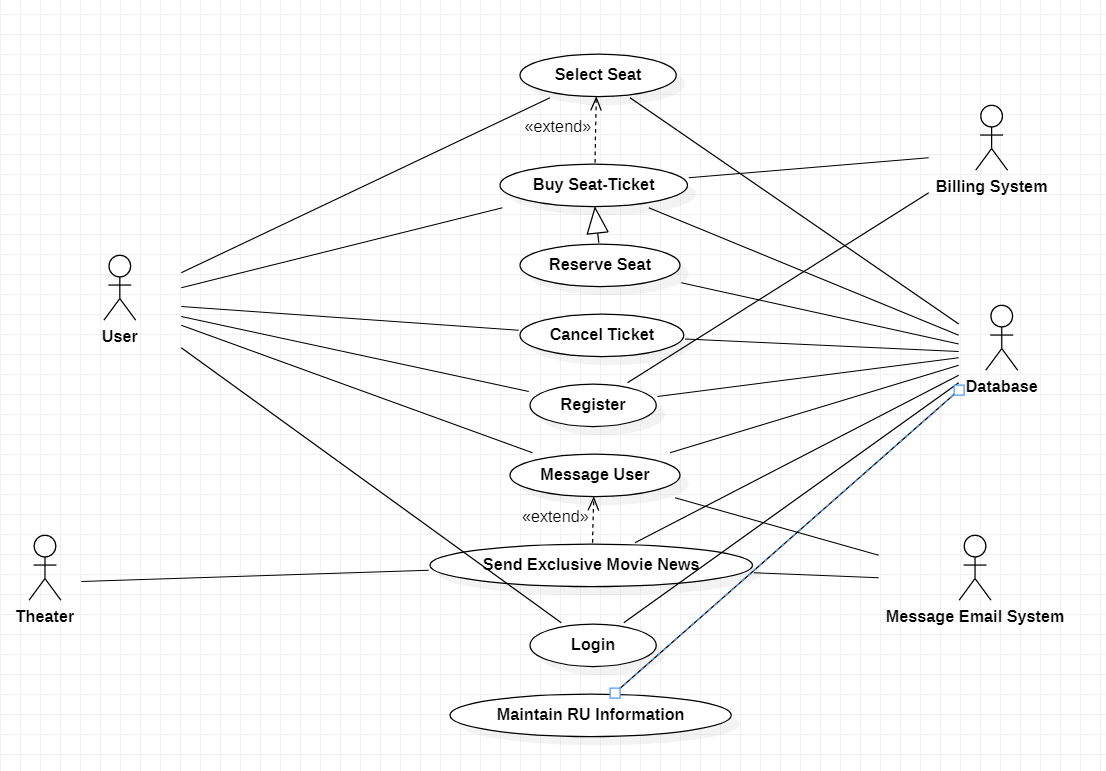 Select Seat
«extend»
Buy Seat-Ticket
Billing System
Reserve Seat
User
Cancel Ticket
Database
Register
Message User
«extend»
Send Exclusive Movie News
Theater
Message Email System
Login
Maintain RU Information